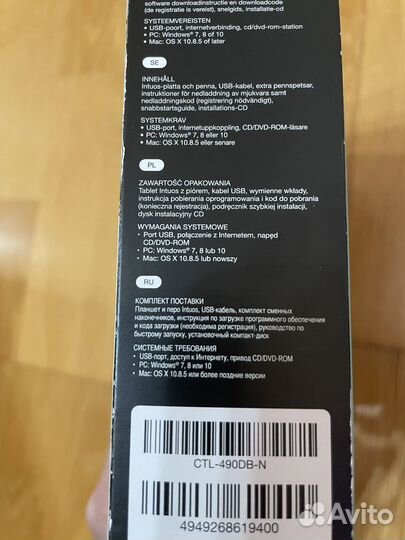 software downloadinstructie en downloadcode
(de registratie is vereist), snelgids, installatie-cd
SYSTEEMVEREISTEN
• USB-poort, internetverbinding, cd/dvd-rom-station
• PC: Windows® 7, 8 of 10
• Mac: OS X 10.8.5 of later
SE
INNEHÅLL
Intuos-platta och penna, USB-kabel, extra pennspetsar,
instruktioner för nedladdning av mjukvara samt
nedladdningskod (registrering nödvändigt),
snabbstartsguide, installations-CD
SYSTEMKRAV
• USB-port, internetuppkoppling, CD/DVD-ROM-läsare
• PC: Windows® 7, 8 eller 10
• Mac: OS X 10.8.5 eller senare
PL
ZAWARTOŚĆ OPAKOWANIA
Tablet Intuos z piórem, kabel USB, wymienne wkłady,
instrukcja pobierania oprogramowania i kod do pobrania
(konieczna rejestracja), podręcznik szybkiej instalacji,
dysk instalacyjny CD
WYMAGANIA SYSTEMOWE
• Port USB, połączenie z Internetem, napęd
CD/DVD-ROM
• PC: Windows® 7, 8 lub 10
• Mac: OS X 10.8.5 lub nowszy
RU
КОМПЛЕКТ ПОСТАВКИ
Планшет и перо Intuos, USB-кабель, комплект сменных
наконечников, инструкция по загрузке программного обеспечения
и кода загрузки (необходима регистрация), руководство по
быстрому запуску, установочный компакт-диск
СИСТЕМНЫЕ ТРЕБОВАНИЯ
• USB-порт, доступ к Интернету, привод CD/DVD-ROM
• PC: Windows® 7, 8 или 10
• Mac: OS X 10.8.5 или более поздние версии
CTL-490DB-N
4949268619400
Avito